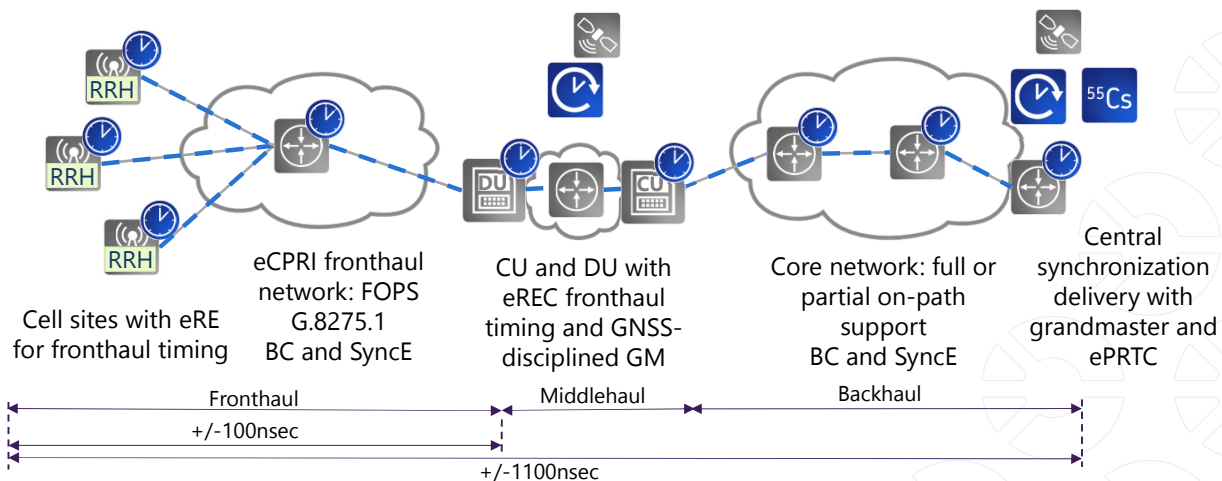 RRH
RRH
RRH
DU
CU
55Cs
Cell sites with eRE
for fronthaul timing
eCPRI fronthaul
network: FOPS
G.8275.1
BC and SyncE
CU and DU with
eREC fronthaul
timing and GNSS-
disciplined GM
Core network: full or
partial on-path
support
BC and SyncE
Central
synchronization
delivery with
grandmaster and
ePRTC
Fronthaul
Middlehaul
Backhaul
+/-100nsec
+/-1100nsec